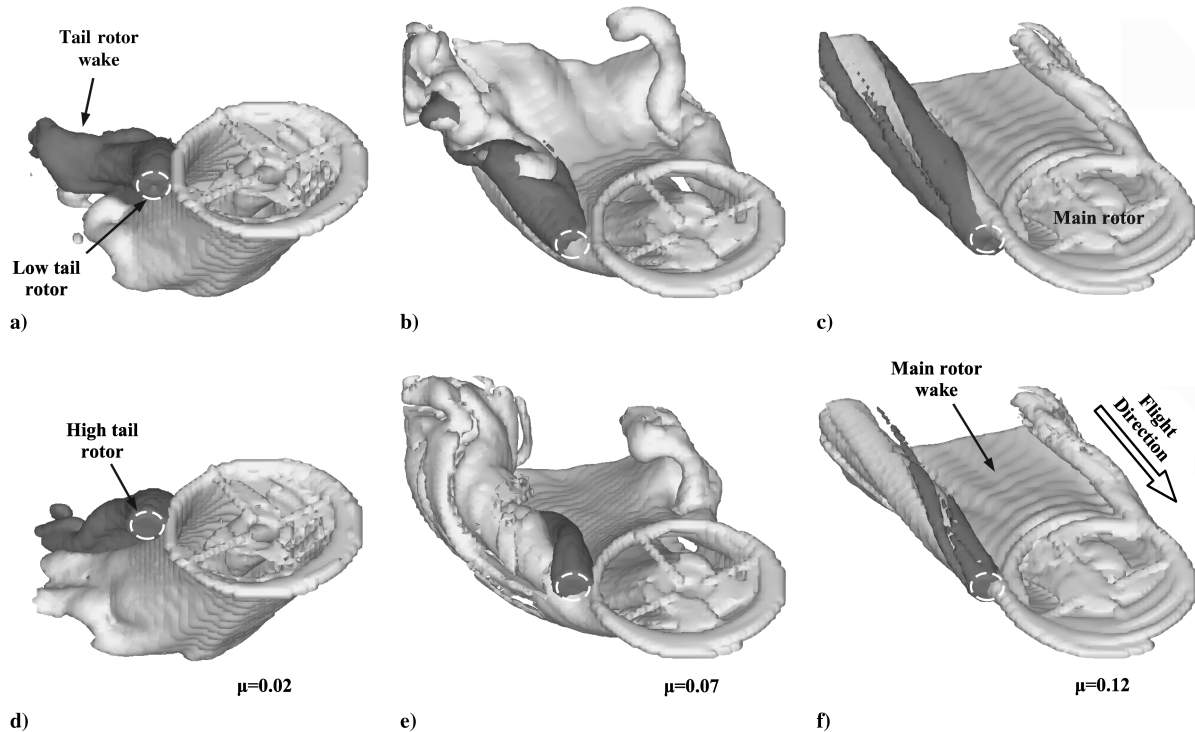 Tail rotor
wake
Low tail
rotor
a)
b)
Main rotor
c)
High tail
rotor
μ=0.02
d)
μ=0.07
e)
Main rotor
wake
Flight
Direction
μ=0.12
f)